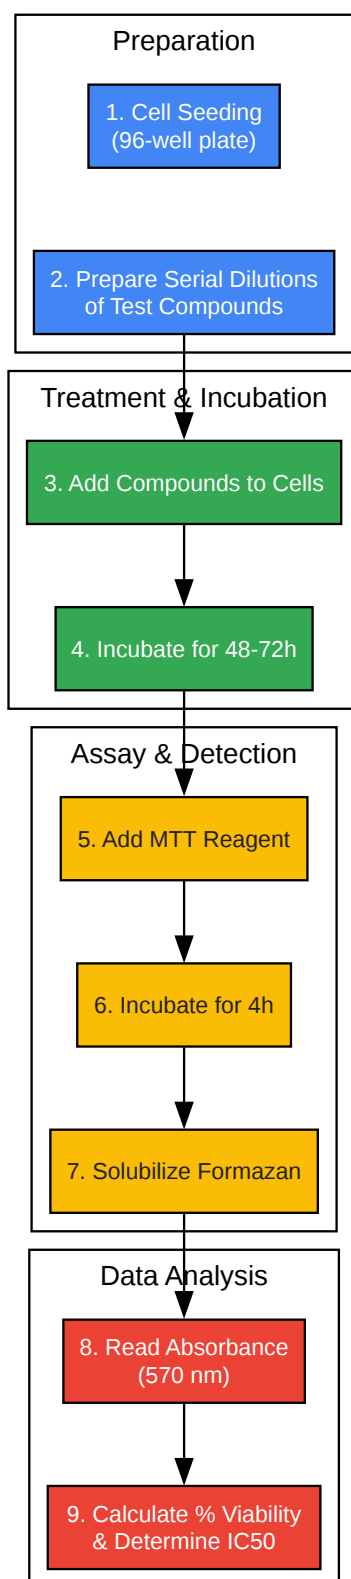 Preparation
1. Cell Seeding
(96-well plate)
2. Prepare Serial Dilutions
of Test Compounds
Treatment & Incubation
3. Add Compounds to Cells
4. Incubate for 48-72h
Assay & Detection
5. Add MTT Reagent
6. Incubate for 4h
7. Solubilize Formazan
Data Analysis
8. Read Absorbance
(570 nm)
9. Calculate % Viability
& Determine IC50